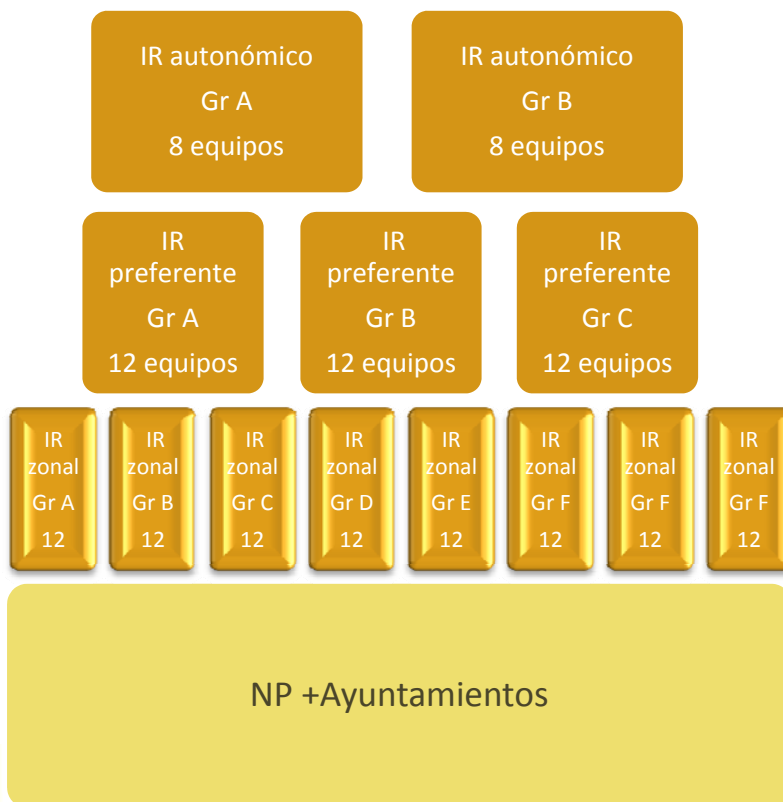 IR autonómico
Gr A
8 equipos
IR autonómico
Gr B
8 equipos
IR
preferente
Gr A
12 equipos
IR
preferente
Gr B
12 equipos
IR
preferente
Gr C
12 equipos
IR
zonal
Gr A
12
IR
zonal
Gr B
12
IR
zonal
Gr C
12
IR
zonal
Gr D
12
IR
zonal
Gr E
12
IR
zonal
Gr F
12
IR
zonal
Gr F
12
IR
zonal
Gr F
12
NP +Ayuntamientos